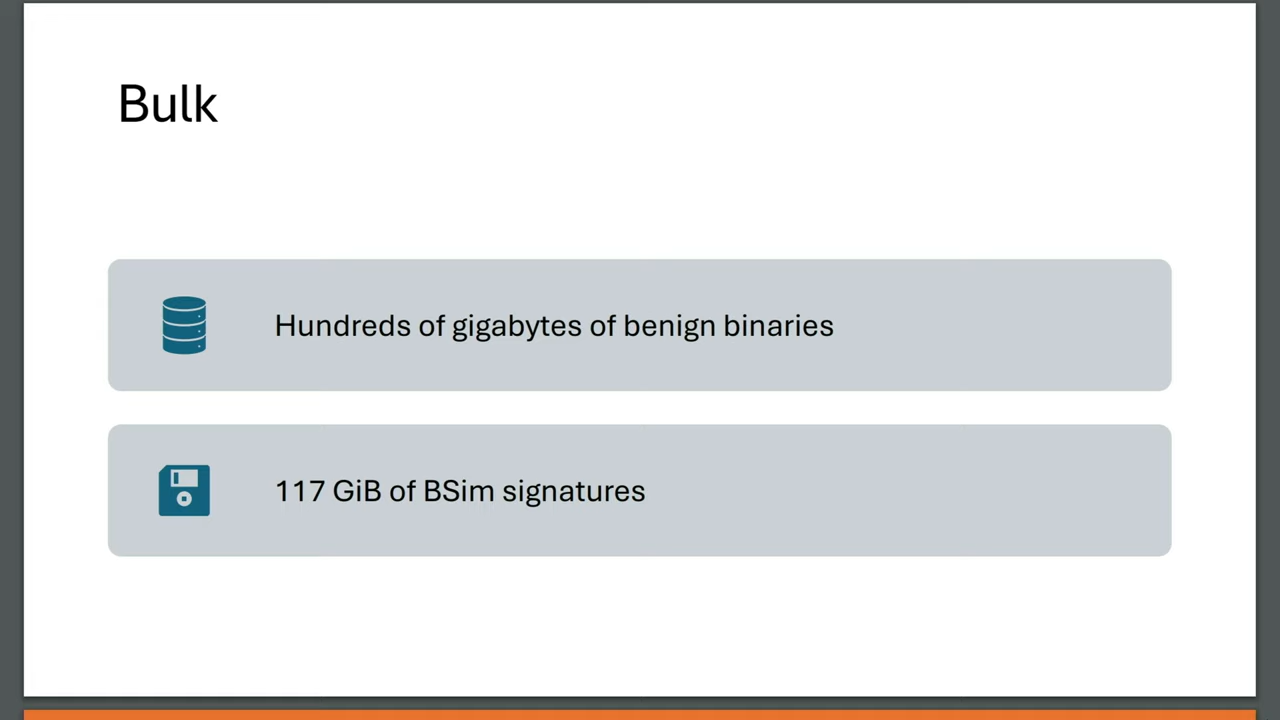 Bulk
Hundreds of gigabytes of benign binaries
117 GiB of BSim signatures